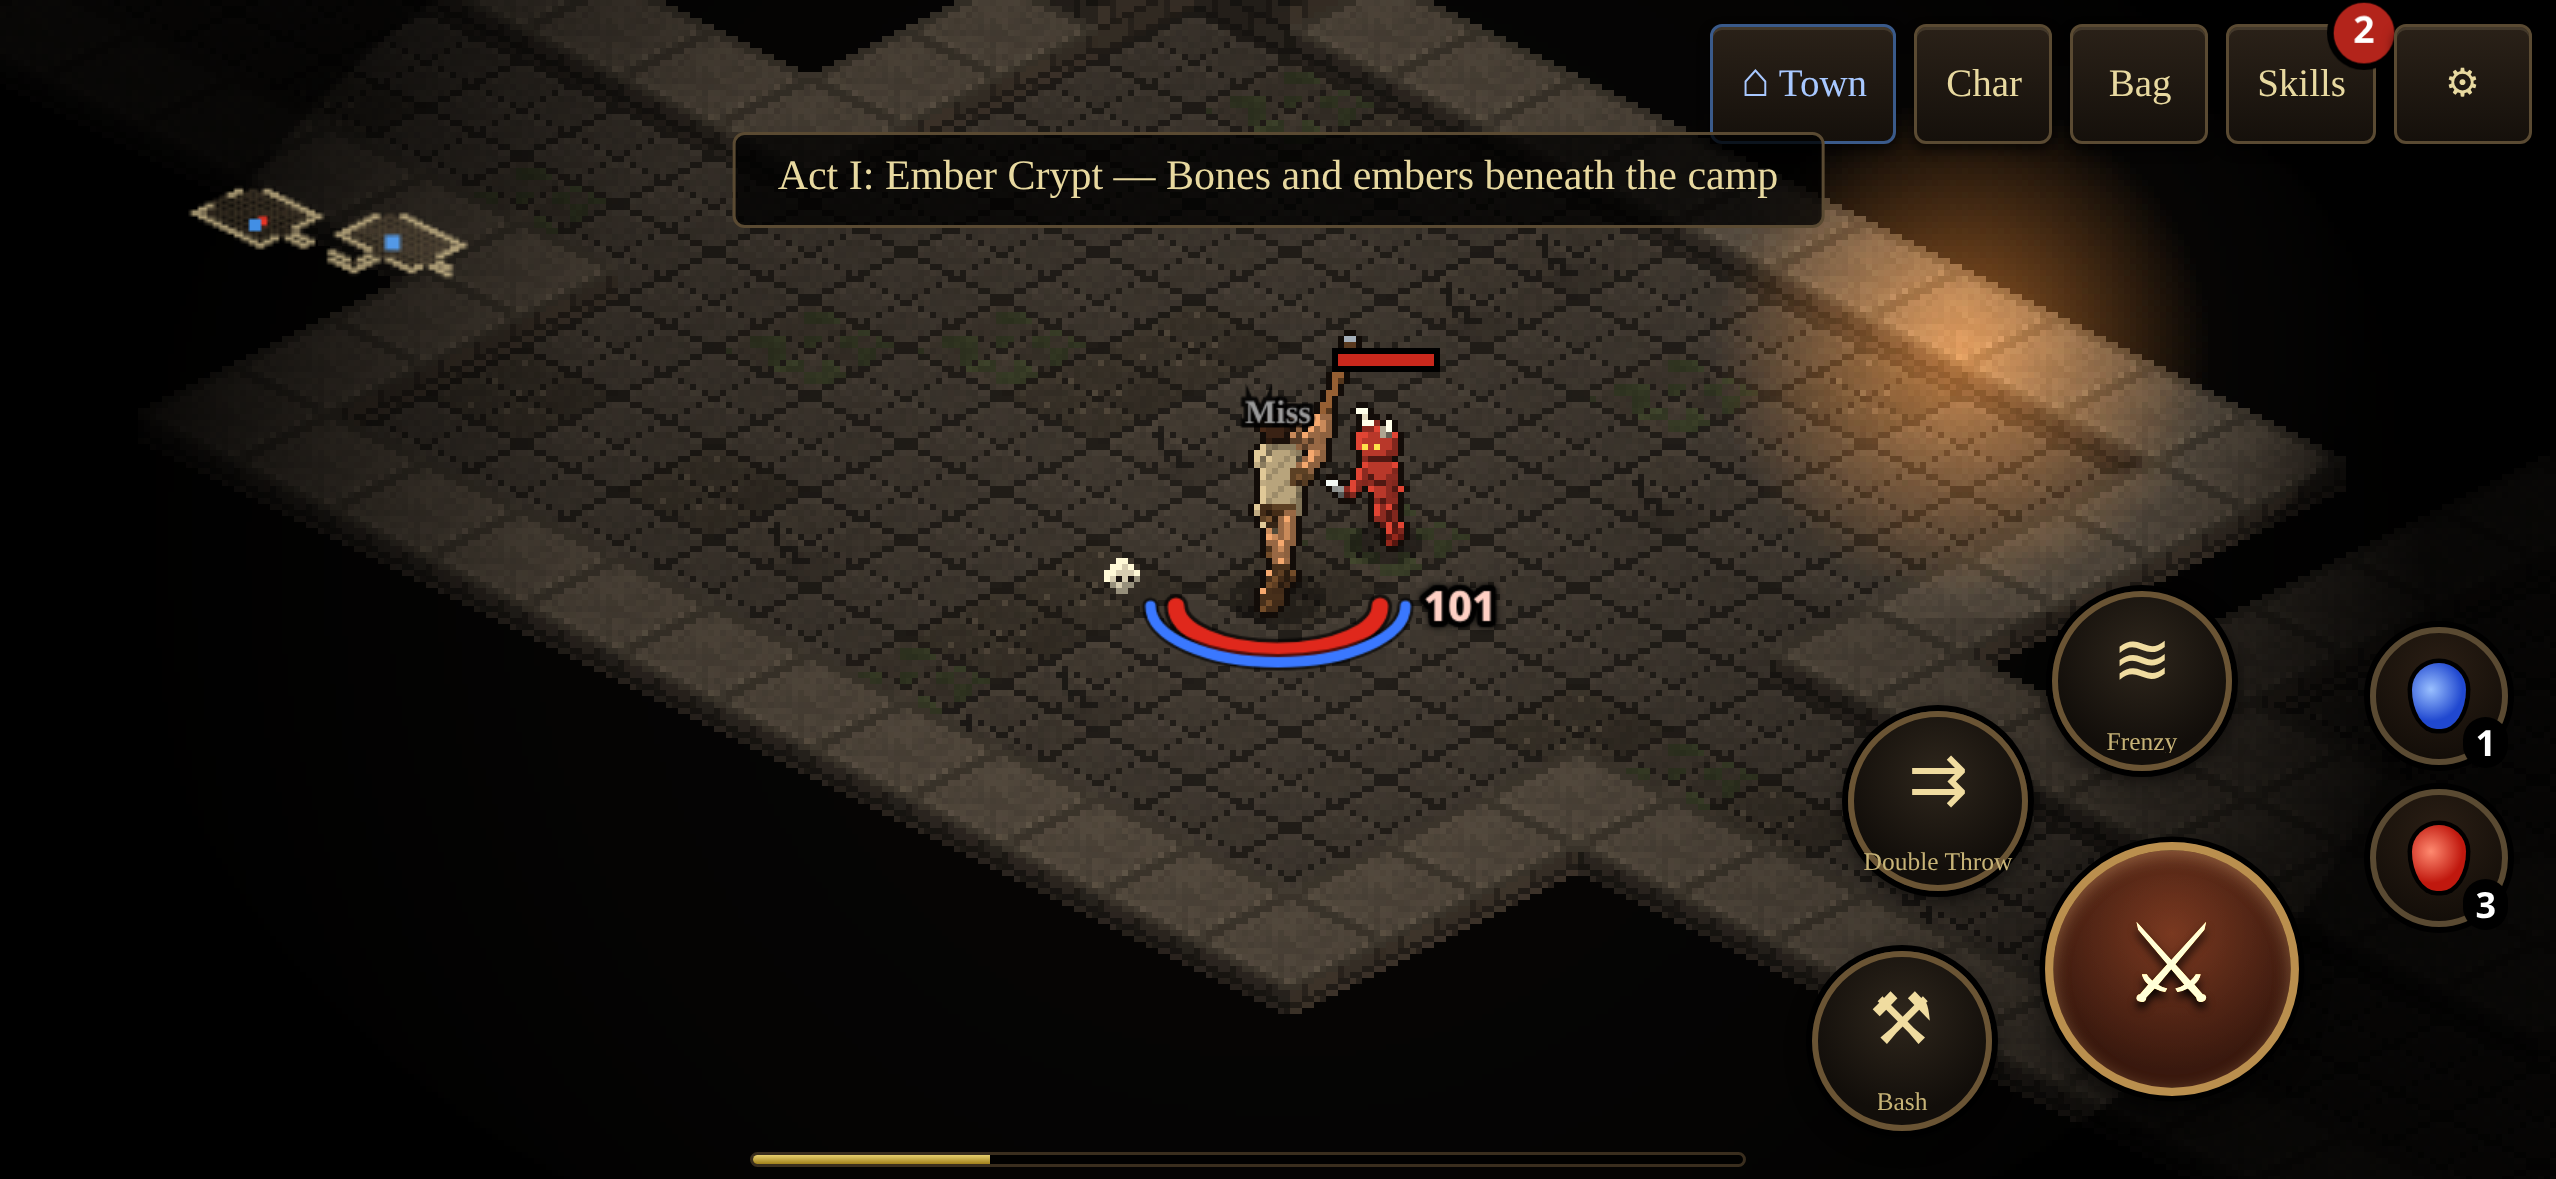 2
⌂ Town
Char
Bag
Skills
⚙
Act I: Ember Crypt — Bones and embers beneath the camp
Miss
101
Frenzy
1
Double Throw
3
Bash